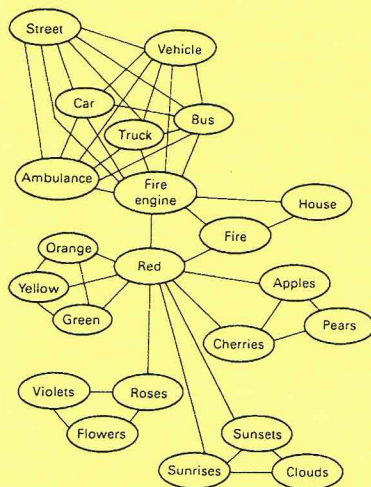 Street
Vehicle
Car
Truck
Bus
Ambulance
Fire
engine
House
Fire
Orange
Red
Yellow
Green
Apples
Pears
Cherries
Violets
Roses
Flowers
Sunsets
Sunrises
Clouds